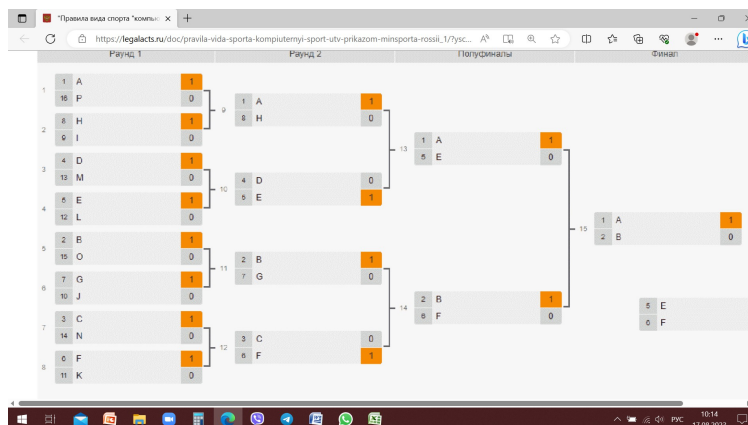 "Правила вида спорта "компью
https://legalacts.ru/doc/pravila-vida-sporta-kompiuternyi-sport-utv-prikazom-minsporta-rossii_1/?ysc...
Раунд 1 Раунд 2 Полуфиналы Финал
1
1 A 1
16 P 0
2
8 H 1
9 I 0
3
4 D 1
13 M 0
4
5 E 1
12 L 0
5
2 B 1
15 O 0
6
7 G 1
10 J 0
7
3 C 1
14 N 0
8
6 F 1
11 K 0
9
1 A 1
8 H 0
10
4 D 0
5 E 1
11
2 B 1
7 G 0
12
3 C 0
6 F 1
13
1 A 1
5 E 0
14
2 B 1
6 F 0
15
1 A 1
2 B 0
5 E
6 F
РУС
10:14
17.08.2023